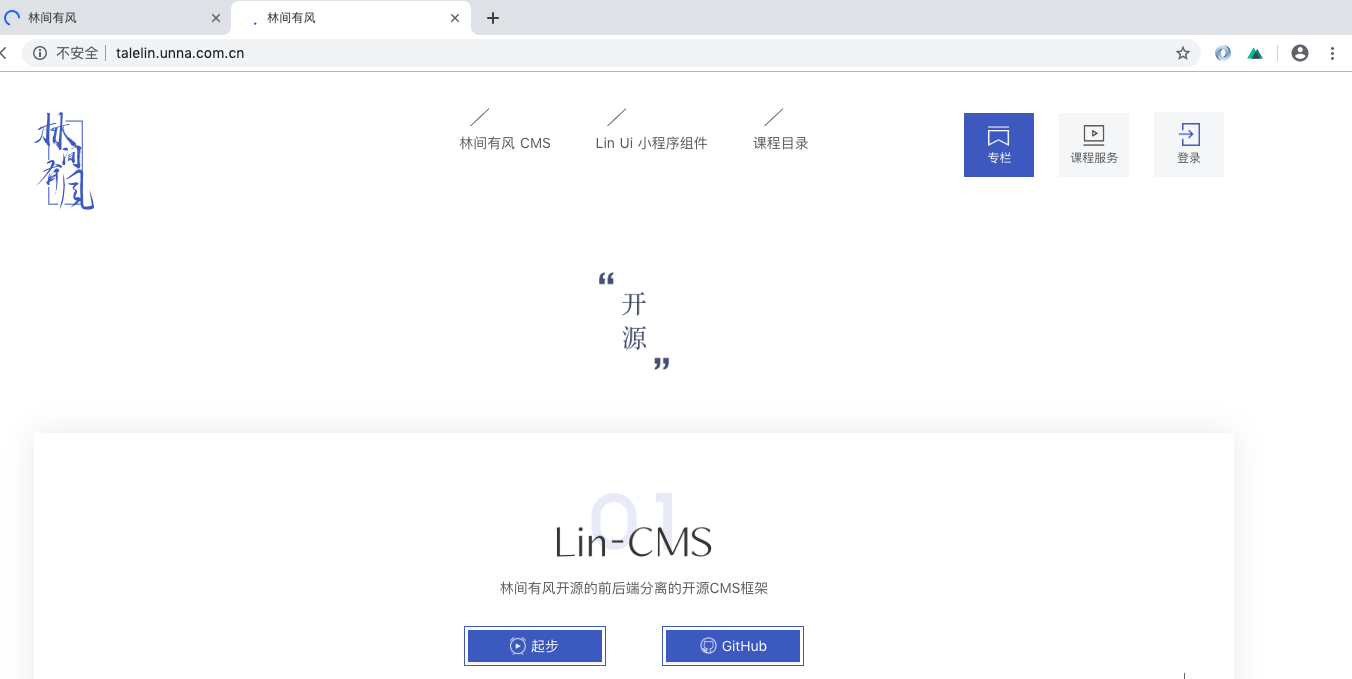 林间有风
林间有风
不安全
talelin.unna.com.cn
林间有风
林间有风 CMS
Lin Ui 小程序组件
课程目录
专栏
课程服务
登录
“
开
源
”
01
Lin-CMS
林间有风开源的前后端分离的开源CMS框架
起步
GitHub